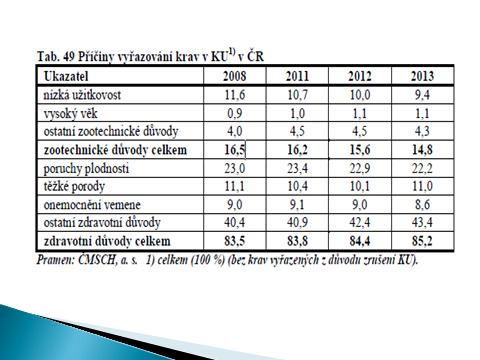 Tab. 49 Příčiny vyřazování krav v KU1) v ČR
Ukazatel 2008 2011 2012 2013
nízká užitkovost 11,6 10,7 10,0 9,4
vysoký věk 0,9 1,0 1,1 1,1
ostatní zootechnické důvody 4,0 4,5 4,5 4,3
zootechnické důvody celkem 16,5 16,2 15,6 14,8
poruchy plodnosti 23,0 23,4 22,9 22,2
těžké porody 11,1 10,4 10,1 11,0
onemocnění vemene 9,0 9,1 9,0 8,6
ostatní zdravotní důvody 40,4 40,9 42,4 43,4
zdravotní důvody celkem 83,5 83,8 84,4 85,2
Pramen: ČMSCH, a. s. 1) celkem (100 %) (bez krav vyřazených z důvodu zrušení KU).